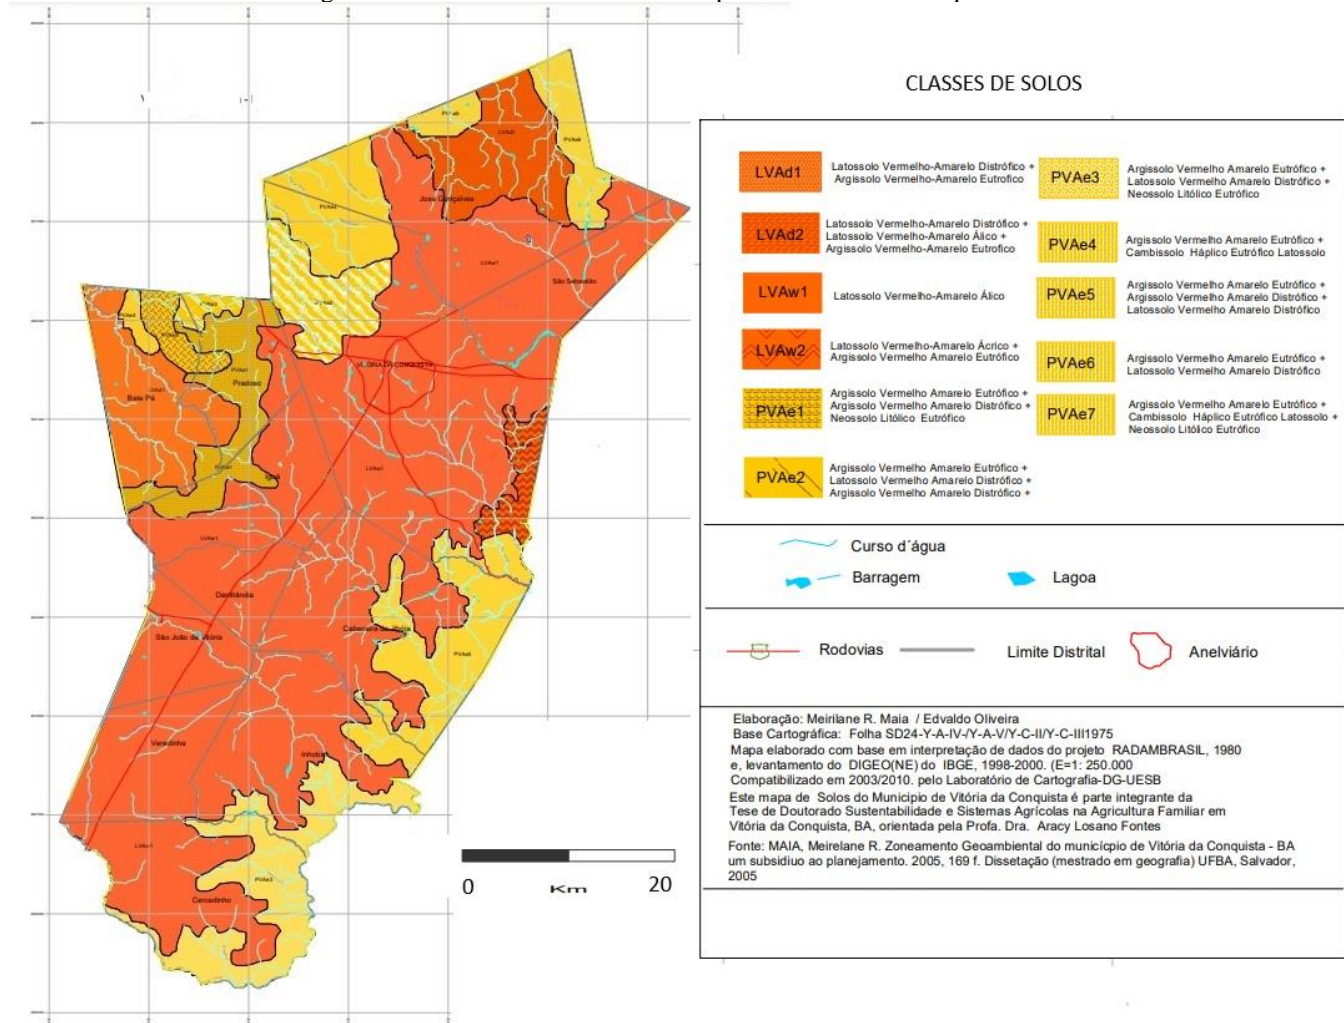 CLASSES DE SOLOS
LVAd1
Latossolo Vermelho-Amarelo Distrófico +
Argissolo Vermelho-Amarelo Eutrofico
LVAd2
Latossolo Vermelho-Amarelo Distrófico +
Latossolo Vermelho-Amarelo Álico +
Argissolo Vermelho-Amarelo Eutrofico
LVAw1
Latossolo Vermelho-Amarelo Álico
LVAw2
Latossolo Vermelho-Amarelo Ácrico +
Argissolo Vermelho Amarelo Eutrófico
PVAe1
Argissolo Vermelho Amarelo Eutrófico +
Argissolo Vermelho Amarelo Distrófico +
Neossolo Litólico Eutrófico
PVAe2
Argissolo Vermelho Amarelo Eutrófico +
Latossolo Vermelho Amarelo Distrófico +
Argissolo Vermelho Amarelo Distrófico +
PVAe3
Argissolo Vermelho Amarelo Eutrófico +
Latossolo Vermelho Amarelo Distrófico +
Neossolo Litólico Eutrófico
PVAe4
Argissolo Vermelho Amarelo Eutrófico +
Cambissolo Háplico Eutrófico Latossolo
PVAe5
Argissolo Vermelho Amarelo Eutrófico +
Argissolo Vermelho Amarelo Distrófico +
Latossolo Vermelho Amarelo Distrófico
PVAe6
Argissolo Vermelho Amarelo Eutrófico +
Latossolo Vermelho Amarelo Distrófico
PVAe7
Argissolo Vermelho Amarelo Eutrófico +
Cambissolo Háplico Eutrófico Latossolo +
Neossolo Litólico Eutrófico
Curso d´água
Barragem
Lagoa
Rodovias
Limite Distrital
Anelviário
Elaboração: Meirilane R. Maia / Edvaldo Oliveira
Base Cartográfica: Folha SD24-Y-A-IV-/Y-A-V/Y-C-II/Y-C-III1975
Mapa elaborado com base em interpretação de dados do projeto RADAMBRASIL, 1980
e, levantamento do DIGEO(NE) do IBGE, 1998-2000. (E=1: 250.000
Compatibilizado em 2003/2010. pelo Laboratório de Cartografia-DG-UESB
Este mapa de Solos do Municipio de Vitória da Conquista é parte integrante da
Tese de Doutorado Sustentabilidade e Sistemas Agrícolas na Agricultura Familiar em
Vitória da Conquista, BA, orientada pela Profa. Dra. Aracy Losano Fontes
Fonte: MAIA, Meirelane R. Zoneamento Geoambiental do municícpio de Vitória da Conquista - BA
um subsidiuo ao planejamento. 2005, 169 f. Dissetação (mestrado em geografia) UFBA, Salvador,
2005
José Gonçalves
LVAw1
São Sebastião
VITÓRIA DA CONQUISTA
Pradoso
Bate Pé
Iguá
LVAw1
Dantilândia
São João da Vitória
Cabeceira do Jibóia
Veredinha
Inhobim
Cercadinho
0 Km 20